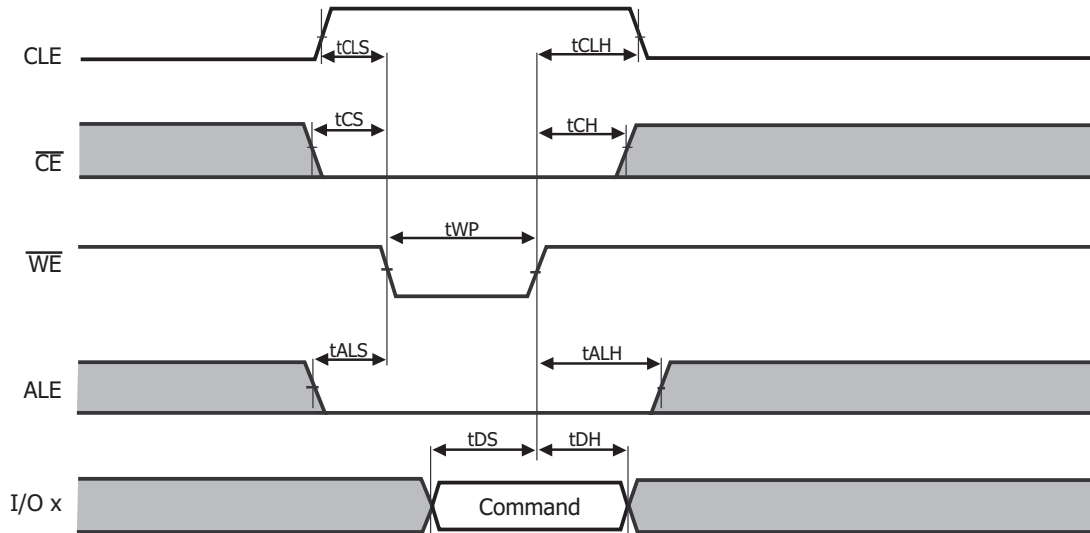 CLE
tCLS
tCLH
CE
tCS
tCH
WE
tWP
ALE
tALS
tALH
tDS
tDH
I/O x
Command